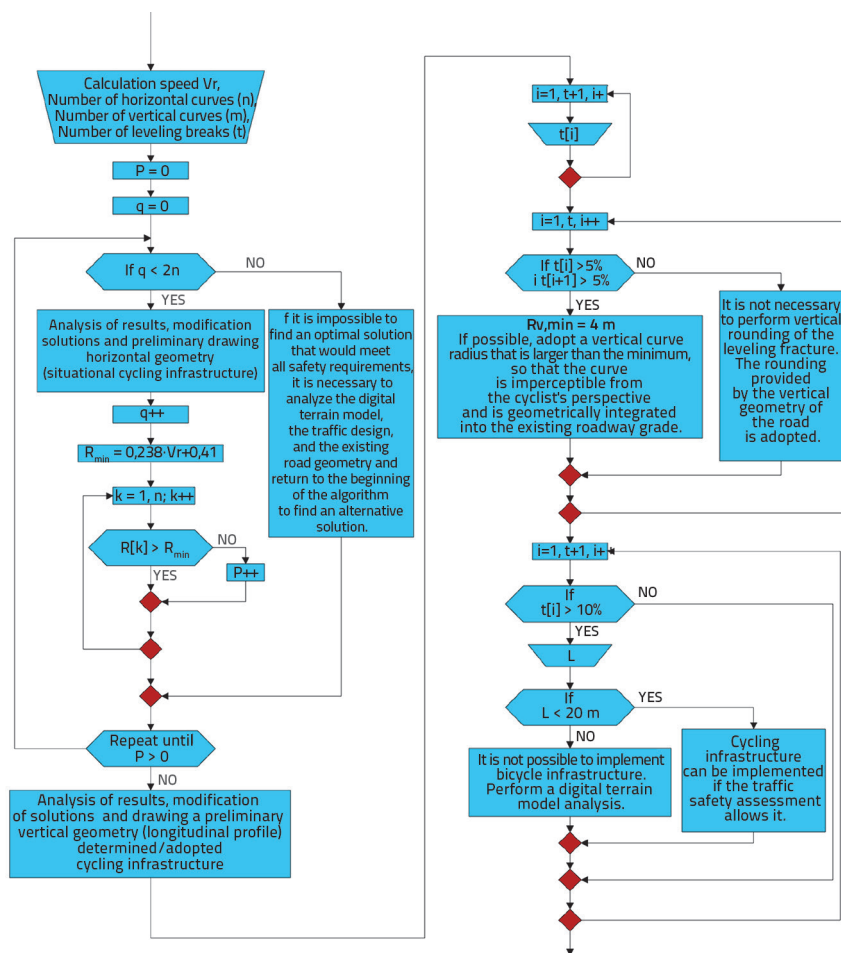 Calculation speed Vr,
Number of horizontal curves (n),
Number of vertical curves (m),
Number of leveling breaks (t)
P = 0
q = 0
If q < 2n
NO
YES
Analysis of results, modification
solutions and preliminary drawing
horizontal geometry
(situational cycling infrastructure)
f it is impossible to
find an optimal solution
that would meet
all safety requirements,
it is necessary to
analyze the digital
terrain model,
the traffic design,
and the existing
road geometry and
return to the beginning
of the algorithm
to find an alternative
solution.
q++
Rmin = 0,238·Vr+0,41
k = 1, n; k++
R[k] > Rmin
NO
P++
YES
Repeat until
P > 0
NO
Analysis of results, modification
of solutions and drawing a preliminary
vertical geometry (longitudinal profile)
determined/adopted
cycling infrastructure
i=1, t+1, i+
t[i]
i=1, t, i++
If t[i] >5%
i t[i+1] > 5%
NO
YES
Rv,min = 4 m
If possible, adopt a vertical curve
radius that is larger than the minimum,
so that the curve
is imperceptible from
the cyclist's perspective
and is geometrically integrated
into the existing roadway grade.
It is not necessary
to perform vertical
rounding of the
leveling fracture.
The rounding
provided
by the vertical
geometry of
the road
is adopted.
i=1, t+1, i+
If
t[i] > 10%
NO
YES
L
If
L < 20 m
YES
NO
It is not possible to implement
bicycle infrastructure.
Perform a digital terrain
model analysis.
Cycling
infrastructure
can be implemented
if the traffic
safety assessment
allows it.